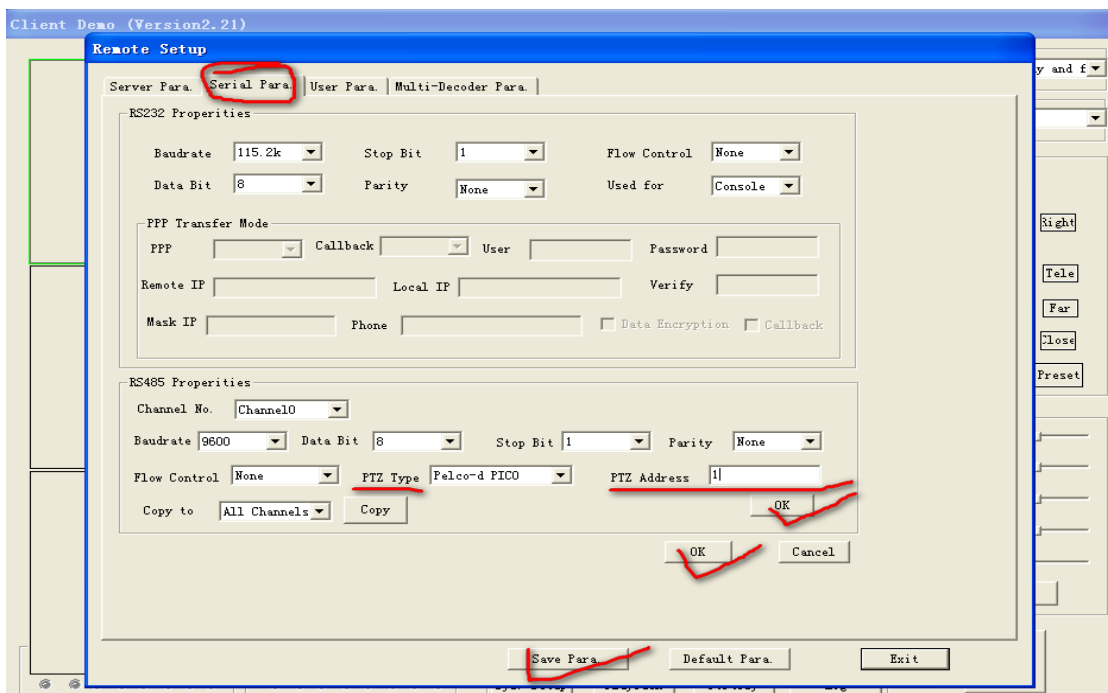 Client Demo (Version2.21)
Remote Setup
Server Para. Serial Para. User Para. Multi-Decoder Para.
RS232 Properities
Baudrate 115.2k Stop Bit 1 Flow Control None
Data Bit 8 Parity None Used for Console
PPP Transfer Mode
PPP Callback User Password
Remote IP Local IP Verify
Mask IP Phone Data Encryption Callback
RS485 Properities
Channel No. Channel0
Baudrate 9600 Data Bit 8 Stop Bit 1 Parity None
Flow Control None PTZ Type Pelco-d PICO PTZ Address 1
Copy to All Channels Copy OK
OK Cancel
Save Para. Default Para. Exit
y and f
Right
Tele
Far
Close
Preset